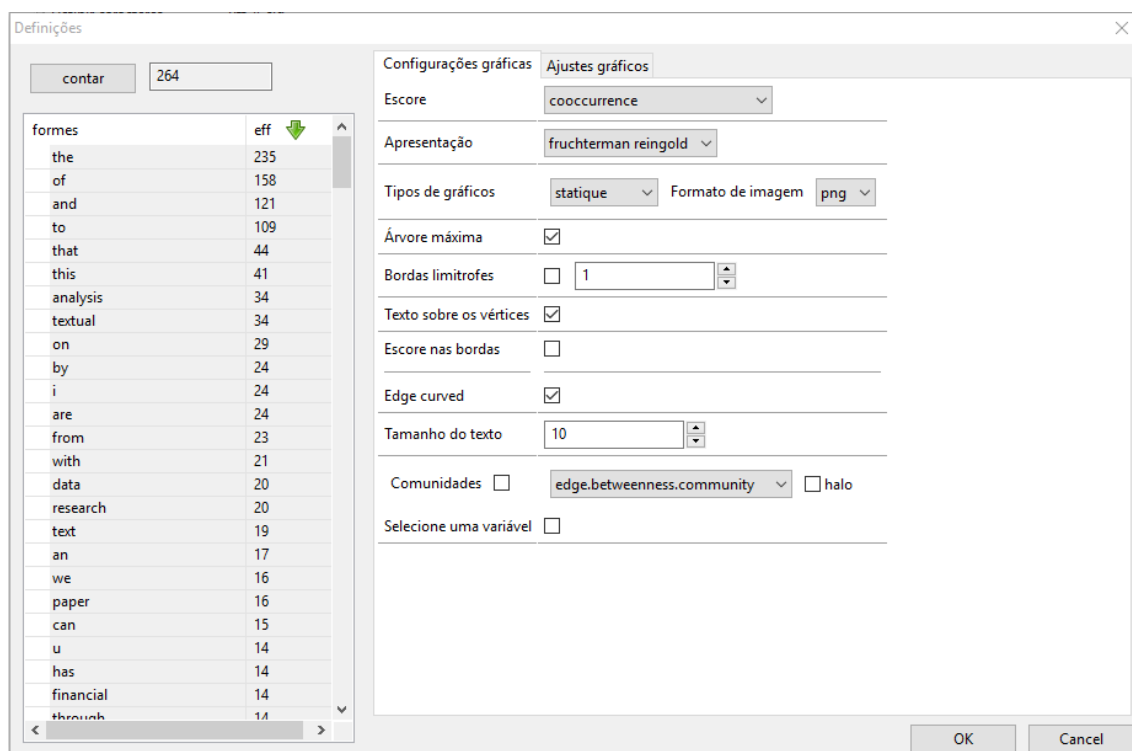 Definições
contar 264
formes eff
the 235
of 158
and 121
to 109
that 44
this 41
analysis 34
textual 34
on 29
by 24
i 24
are 24
from 23
with 21
data 20
research 20
text 19
an 17
we 16
paper 16
can 15
u 14
has 14
financial 14
through 14
Configurações gráficas Ajustes gráficos
Escore cooccurrence
Apresentação fruchterman reingold
Tipos de gráficos statique Formato de imagem png
Árvore máxima
Bordas limitrofes 1
Texto sobre os vértices
Escore nas bordas
Edge curved
Tamanho do texto 10
Comunidades edge.betweenness.community halo
Selecione uma variável
OK Cancel